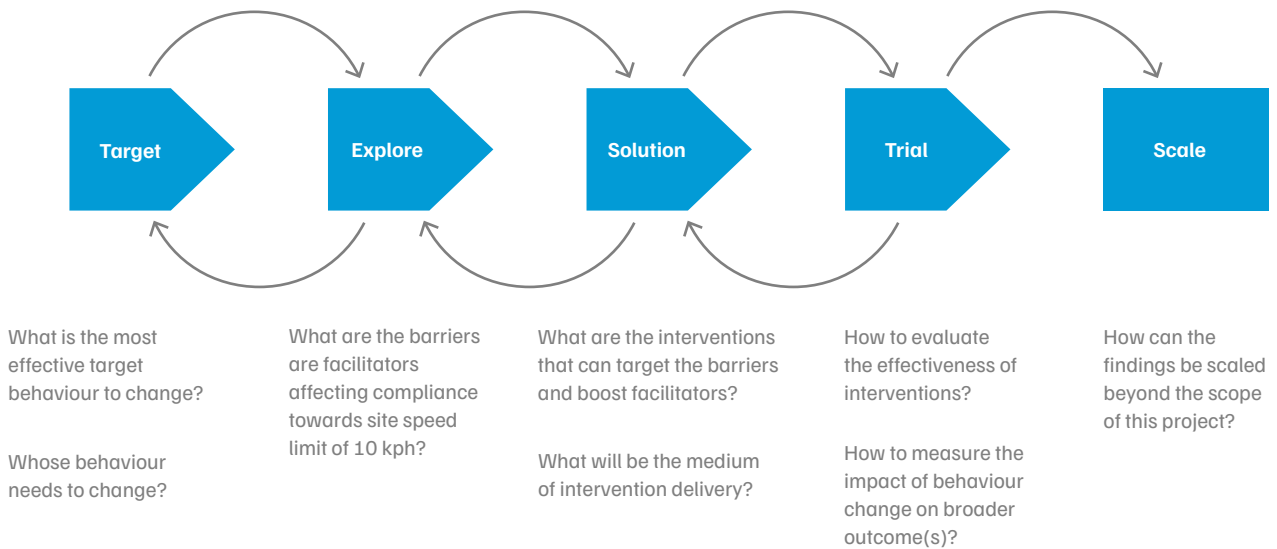 Target
Explore
Solution
Trial
Scale
What is the most
effective target
behaviour to change?
Whose behaviour
needs to change?
What are the barriers
are facilitators
affecting compliance
towards site speed
limit of 10 kph?
What are the interventions
that can target the barriers
and boost facilitators?
What will be the medium
of intervention delivery?
How to evaluate
the effectiveness of
interventions?
How to measure the
impact of behaviour
change on broader
outcome(s)?
How can the
findings be scaled
beyond the scope
of this project?